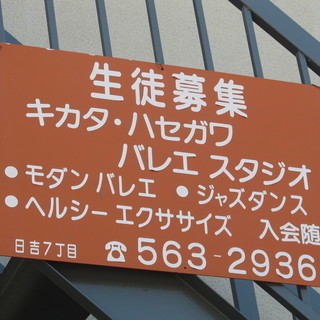 生徒募集
キカタ・ハセガワ
バレエ スタジオ
●モダン バレエ ●ジャズダンス
●ヘルシー エクササイズ 入会随
日吉7丁目 ☎563-2936